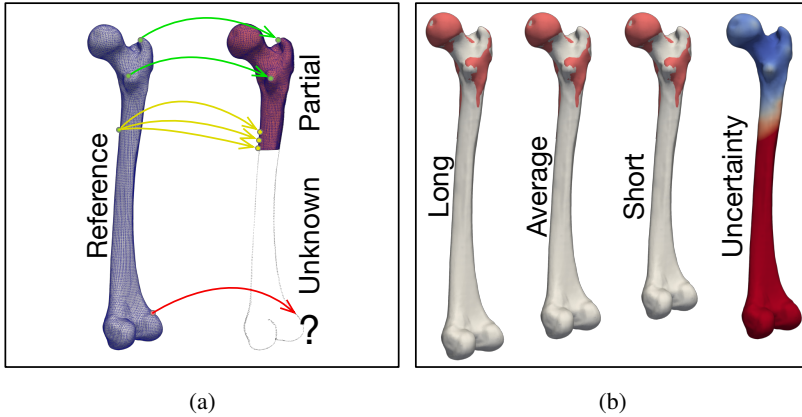 Reference
Partial
Unknown
?
Long
Average
Short
Uncertainty
(a)
(b)